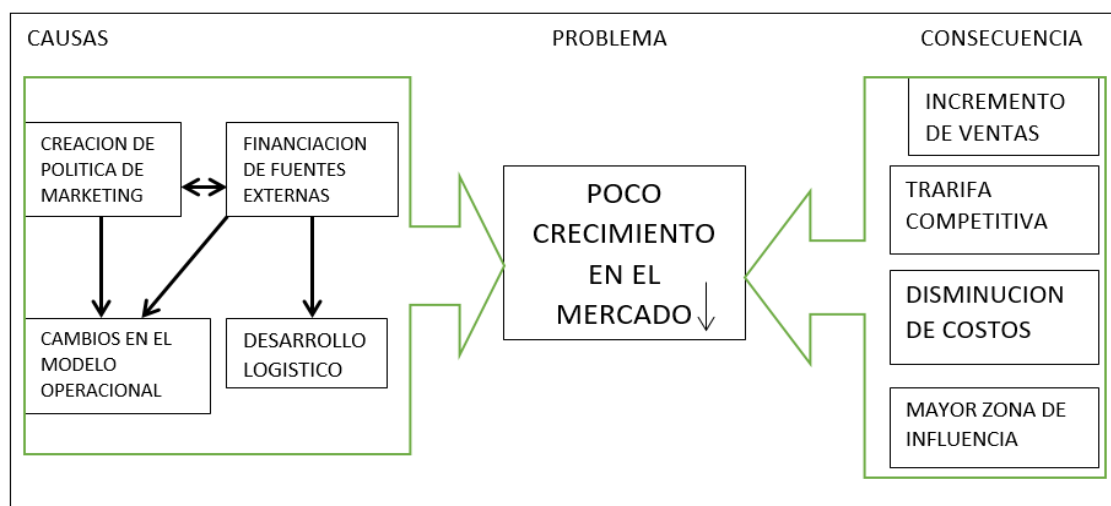 CAUSAS
PROBLEMA
CONSECUENCIA
CREACION DE
POLITICA DE
MARKETING
FINANCIACION
DE FUENTES
EXTERNAS
CAMBIOS EN EL
MODELO
OPERACIONAL
DESARROLLO
LOGISTICO
POCO
CRECIMIENTO
EN EL
MERCADO
INCREMENTO
DE VENTAS
TRARIFA
COMPETITIVA
DISMINUCION
DE COSTOS
MAYOR ZONA DE
INFLUENCIA